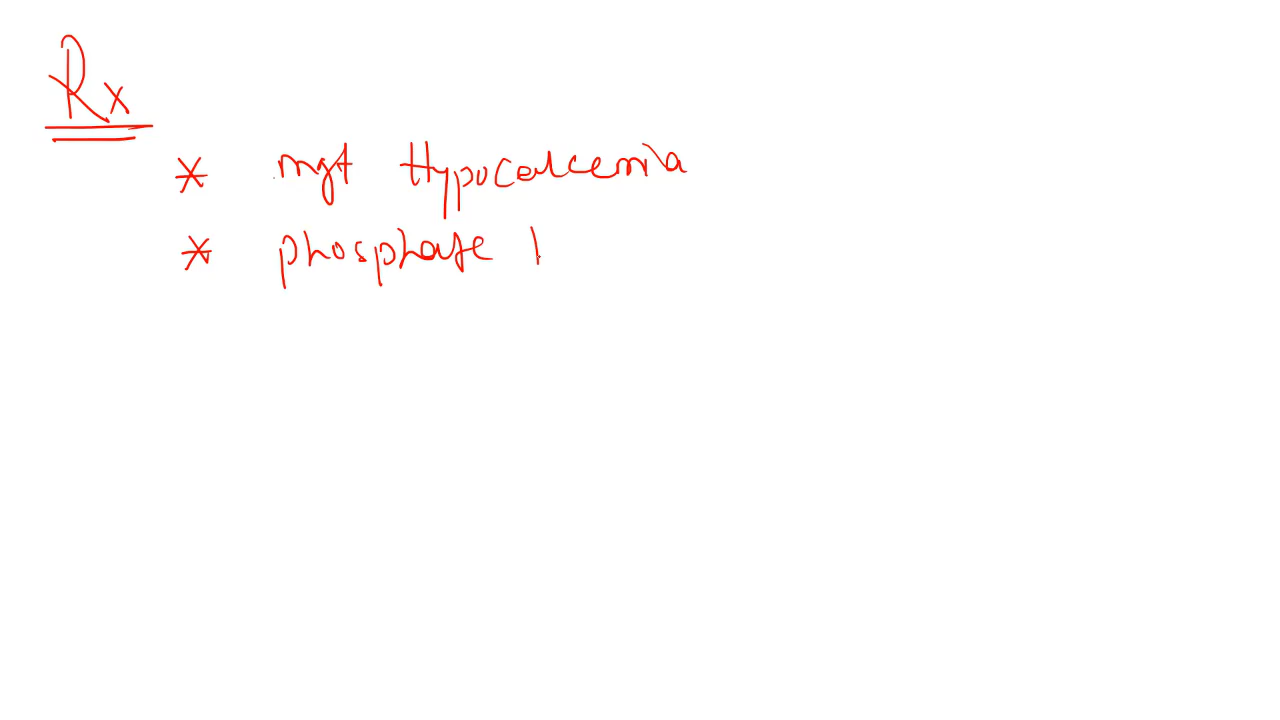 Rx
* mgt Hypocalcemia
* phosphate